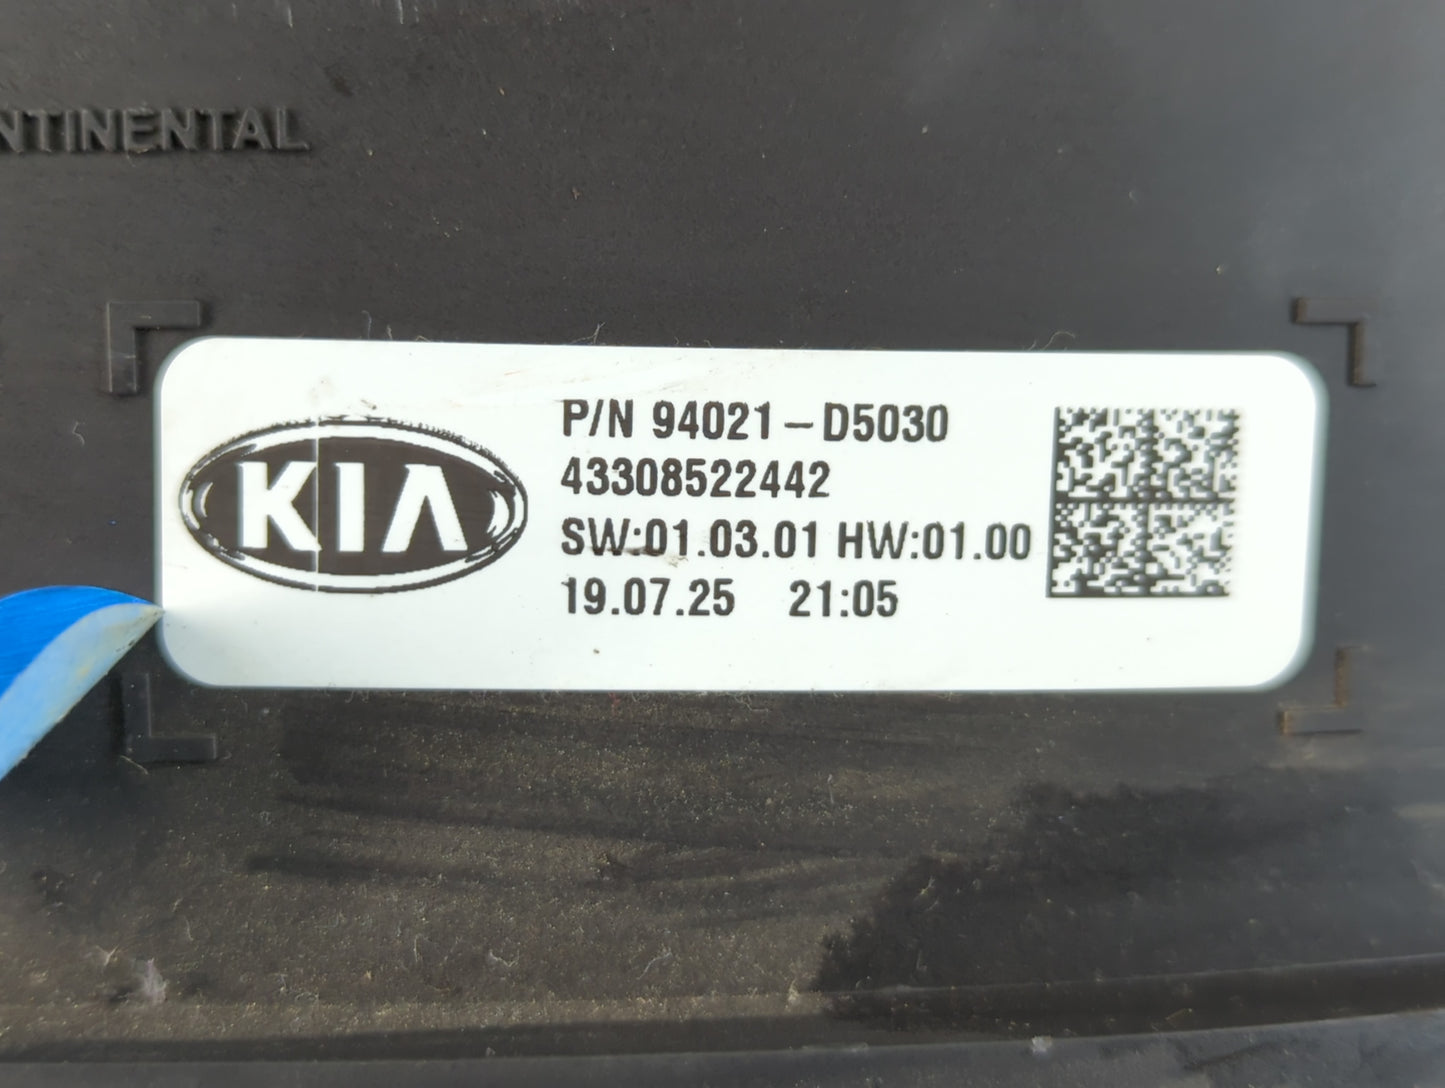 NTINENTAL
KIA
P/N 94021-D5030
43308522442
SW:01.03.01 HW:01.00
19.07.25 21:05